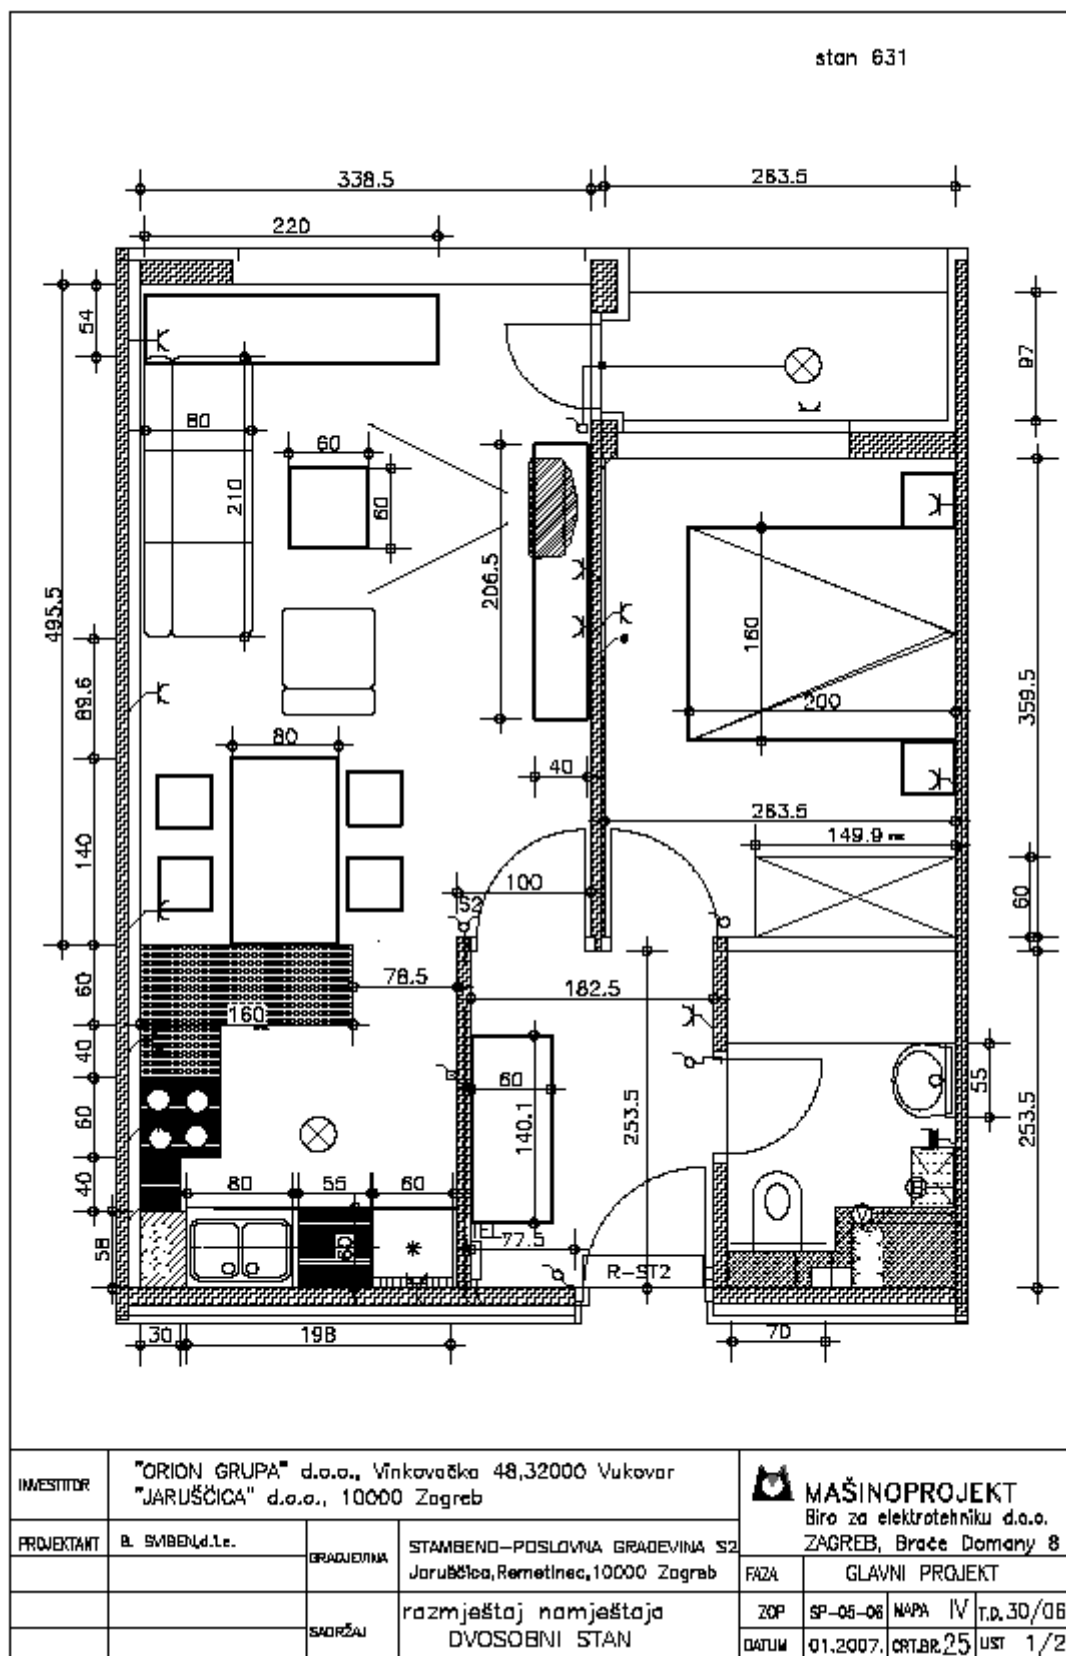 stan 631
338.5
263.5
220
54
97
80
60
60
210
206.5
495.5
160
200
359.5
89.6
80
40
263.5
149.9
140
100
60
S2
60
78.5
182.5
160
40
60
55
60
140.1
253.5
253.5
40
80
55
60
60
58
EL
77.5
R-ST2
V
30
198
70
INVESTITOR
"ORION GRUPA" d.o.o., Vinkovačka 48,32000 Vukovar
"JARUŠČICA" d.o.o., 10000 Zagreb
MAŠINOPROJEKT
Biro za elektrotehniku d.o.o.
ZAGREB, Braće Domany 8
PROJEKTANT
B. SVIBEN,d.i.e.
GRADJEVINA
STAMBENO-POSLOVNA GRAĐEVINA S2
Jaruščica,Remetinec,10000 Zagreb
FAZA
GLAVNI PROJEKT
SADRŽAJ
razmještaj namještaja
DVOSOBNI STAN
ZOP SP-05-06 MAPA IV T.D. 30/06
DATUM 01.2007. CRT.BR. 25 LIST 1/2